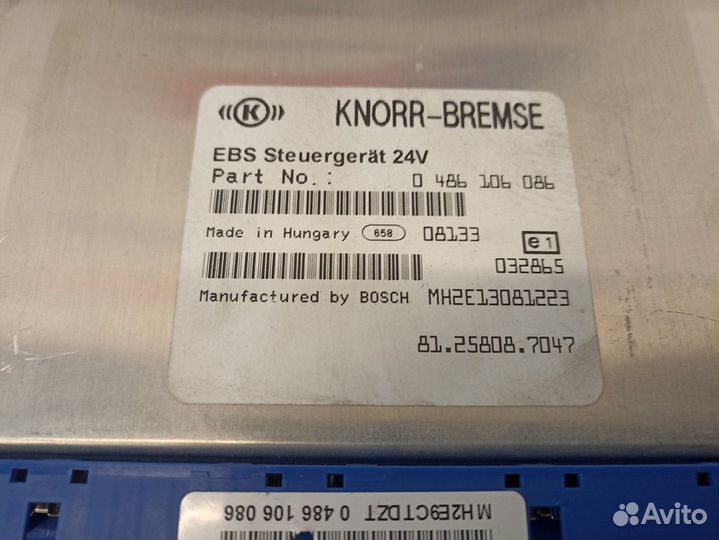 K KNORR-BREMSE
EBS Steuergerät 24V
Part No.: 0 486 106 086
Made in Hungary 658 08133 e1
032865
Manufactured by BOSCH MH2E13081223
81.25808.7047
MH2E9CTDZT 0 486 106 086
Avito